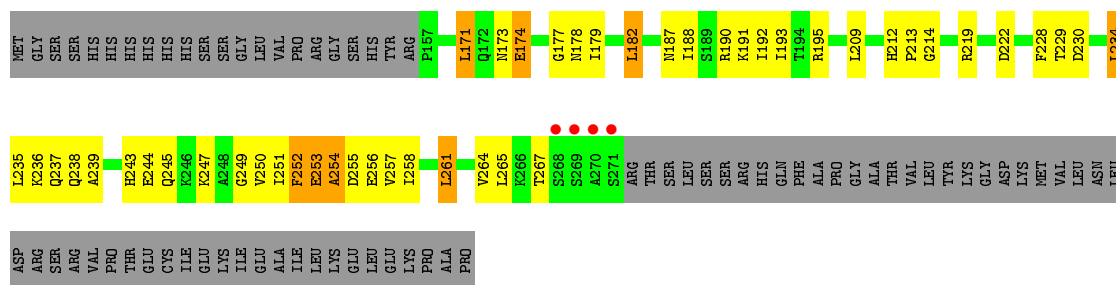 MET GLY SER SER HIS HIS HIS HIS HIS HIS SER SER GLY LEU VAL PRO ARG GLY SER HIS TYR ARG P157 L171 Q172 N173 E174 G177 N178 I179 L182 N187 I188 S189 R190 K191 I192 I193 T194 R195 L209 H212 P213 G214 R219 D222 F228 T229 D230 L234
L235 K236 Q237 Q238 A239 H243 E244 Q245 K246 K247 A248 G249 V250 I251 F252 E253 A254 D255 E256 V257 I258 L261 V264 L265 K266 T267 S268 S269 A270 S271 ARG THR SER LEU SER SER ARG HIS GLN PHE ALA PRO GLY ALA THR VAL LEU TYR LYS GLY ASP LYS MET VAL LEU ASN LEU
ASP ARG SER ARG VAL PRO THR GLU CYS ILE GLU LYS ILE GLU ALA ILE LEU LYS GLU LEU GLU LYS PRO ALA PRO